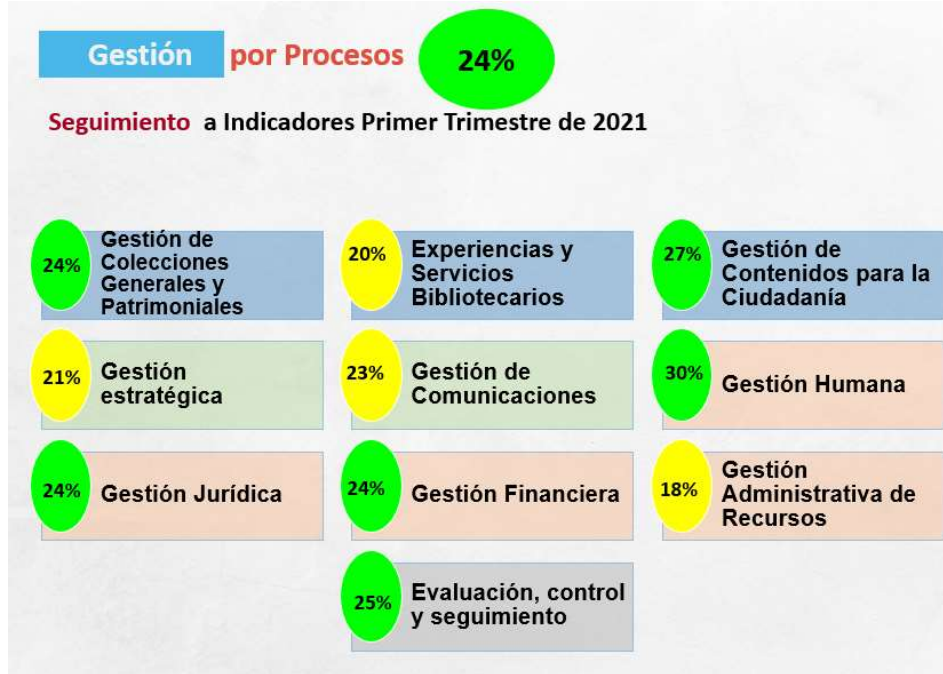 Gestión por Procesos 24%
Seguimiento a Indicadores Primer Trimestre de 2021
24%
Gestión de
Colecciones
Generales y
Patrimoniales
20%
Experiencias y
Servicios
Bibliotecarios
27%
Gestión de
Contenidos para la
Ciudadanía
21%
Gestión
estratégica
23%
Gestión de
Comunicaciones
30%
Gestión Humana
24%
Gestión Jurídica
24%
Gestión Financiera
18%
Gestión
Administrativa de
Recursos
25%
Evaluación, control
y seguimiento